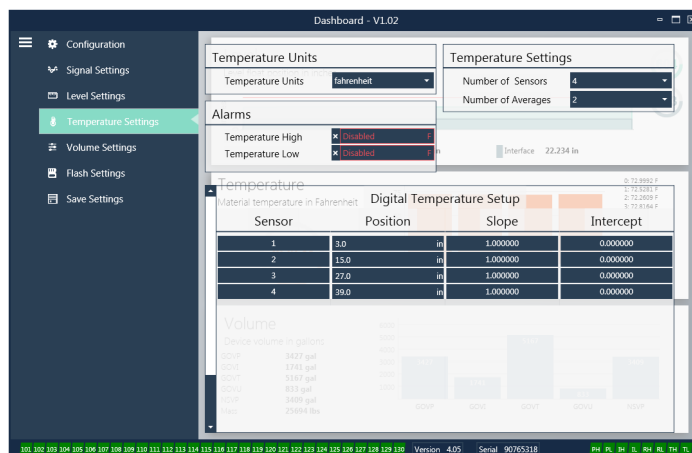 Dashboard - V1.02
Configuration
Signal Settings
Level Settings
Temperature Settings
Volume Settings
Flash Settings
Save Settings
Temperature Units
Temperature Units fahrenheit
Temperature Settings
Number of Sensors 4
Number of Averages 2
Alarms
Temperature High × Disabled F
Temperature Low × Disabled F
Interface 22.234 in
Temperature
Material temperature in Fahrenheit
0: 72.9992 F
1: 72.9281 F
2: 72.2609 F
3: 72.8164 F
Digital Temperature Setup
Sensor Position Slope Intercept
1 3.0 in 1.000000 0.000000
2 15.0 in 1.000000 0.000000
3 27.0 in 1.000000 0.000000
4 39.0 in 1.000000 0.000000
Volume
Device volume in gallons
GOVP 3427 gal
GOVI 1741 gal
GOVT 5167 gal
GOVU 833 gal
UOVP 3409 gal
Mass 25694 lbs
GOVP GOVI GOVT GOVU
101 102 103 104 105 106 107 108 109 110 111 112 113 114 115 116 117 118 119 120 121 122 123 124 125 126 127 128 129 130 Version 4.05 Serial 90765318 PH PL IH IL RH RL TH TL